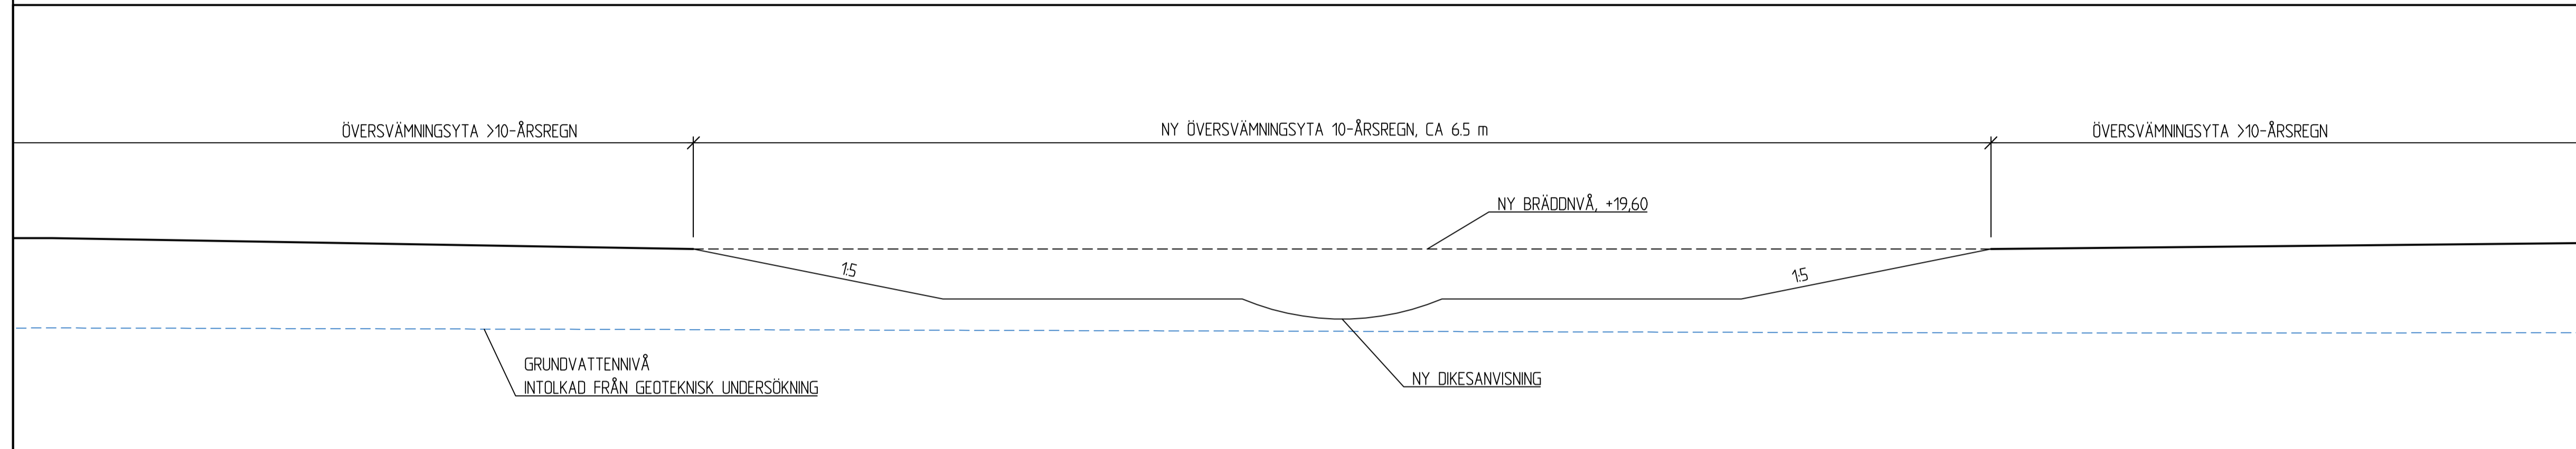 ÖVERSVÄMNINGSYTA >10-ÅRSREGN
NY ÖVERSVÄMNINGSYTA 10-ÅRSREGN, CA 6.5 m
ÖVERSVÄMNINGSYTA >10-ÅRSREGN
NY BRÄDDNVÅ, +19,60
1:5
1:5
GRUNDVATTENNIVÅ
INTOLKAD FRÅN GEOTEKNISK UNDERSÖKNING
NY DIKESANVISNING